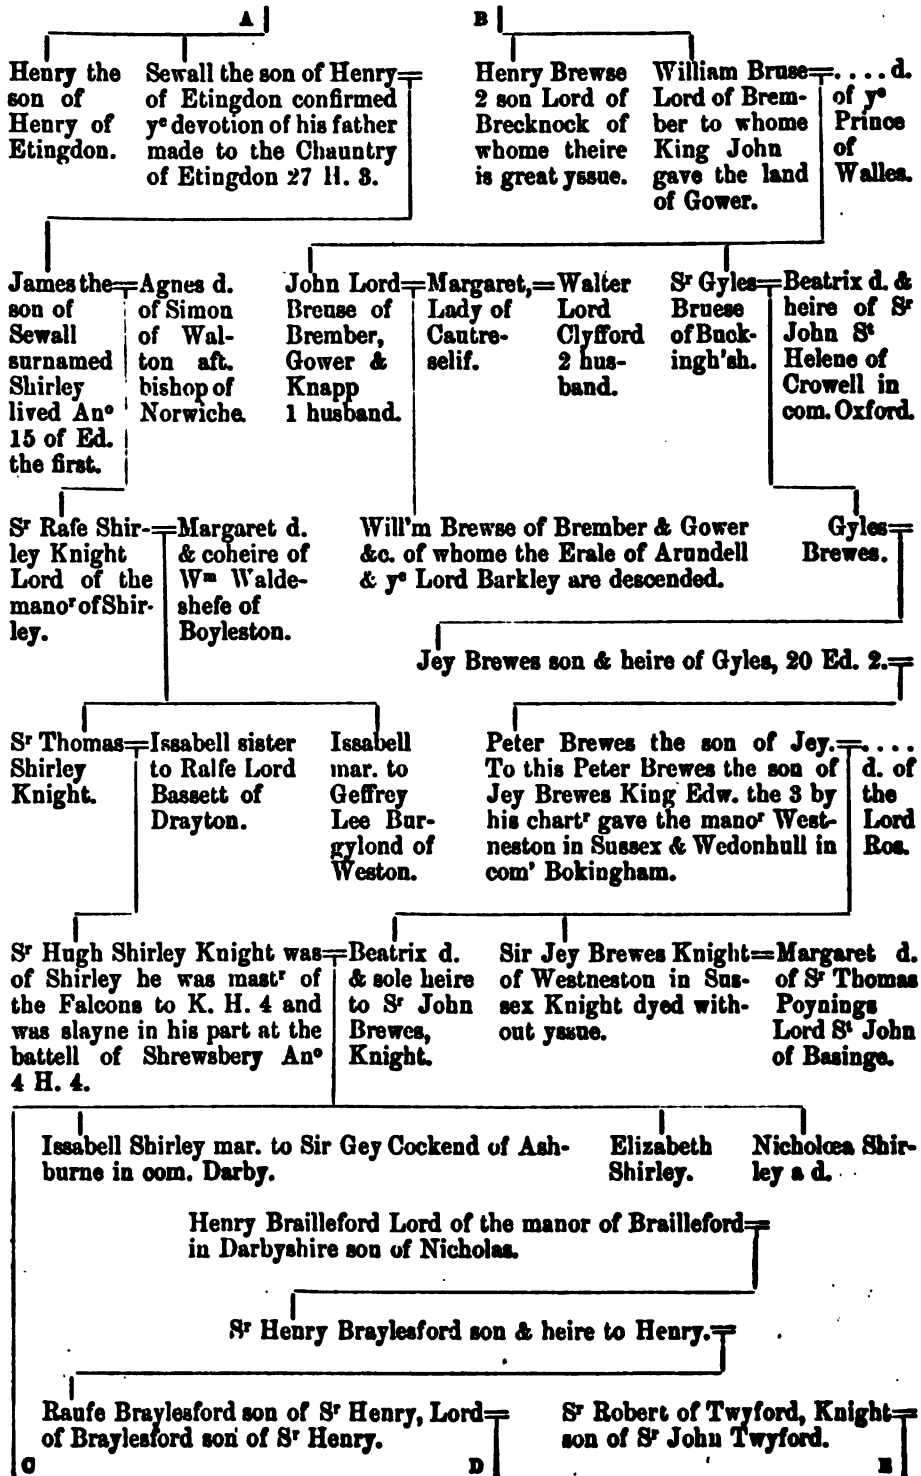 A B
Henry the
son of
Henry of
Etingdon.
Sewall the son of Henry
of Etingdon confirmed
yᵉ devotion of his father
made to the Chauntry
of Etingdon 27 H. 3.
Henry Brewse
2 son Lord of
Brecknock of
whome theire
is great yssue.
William Bruse
Lord of Brem-
ber to whome
King John
gave the land
of Gower.
. . . . d.
of yᵉ
Prince
of
Walles.
James the
son of
Sewall
surnamed
Shirley
lived Anᵒ
15 of Ed.
the first.
Agnes d.
of Simon
of Wal-
ton aft.
bishop of
Norwiche.
John Lord
Breuse of
Brember,
Gower &
Knapp
1 husband.
Margaret,
Lady of
Cautre-
selif.
Walter
Lord
Clyfford
2 hus-
band.
Sʳ Gyles
Bruese
of Buck-
ingh'sh.
Beatrix d. &
heire of Sʳ
John Sᵗ
Helene of
Crowell in
com. Oxford.
Sʳ Rafe Shir-
ley Knight
Lord of the
manoʳ of Shir-
ley.
Margaret d.
& coheire of
Wᵐ Walde-
shefe of
Boyleston.
Will'm Brewse of Brember & Gower
&c. of whome the Erale of Arundell
& yᵉ Lord Barkley are descended.
Gyles
Brewes.
Jey Brewes son & heire of Gyles, 20 Ed. 2.
Sʳ Thomas
Shirley
Knight.
Issabell sister
to Ralfe Lord
Bassett of
Drayton.
Issabell
mar. to
Geffrey
Lee Bur-
gylond of
Weston.
Peter Brewes the son of Jey.
To this Peter Brewes the son of
Jey Brewes King Edw. the 3 by
his chartʳ gave the manoʳ West-
neston in Sussex & Wedonhull in
com' Bokingham.
. . . .
d. of
the
Lord
Ros.
Sʳ Hugh Shirley Knight was
of Shirley he was mastʳ of
the Falcons to K. H. 4 and
was slayne in his part at the
battell of Shrewsbery Anᵒ
4 H. 4.
Beatrix d.
& sole heire
to Sʳ John
Brewes,
Knight.
Sir Jey Brewes Knight
of Westneston in Sus-
sex Knight dyed with-
out yssue.
Margaret d.
of Sʳ Thomas
Poynings
Lord Sᵗ John
of Basinge.
Issabell Shirley mar. to Sir Gey Cockend of Ash-
burne in com. Darby.
Elizabeth
Shirley.
Nicholœa Shir-
ley a d.
Henry Brailleford Lord of the manor of Brailleford
in Darbyshire son of Nicholas.
Sʳ Henry Braylesford son & heire to Henry.
Raufe Braylesford son of Sʳ Henry, Lord
of Braylesford son of Sʳ Henry.
Sʳ Robert of Twyford, Knight
son of Sʳ John Twyford.
C D E